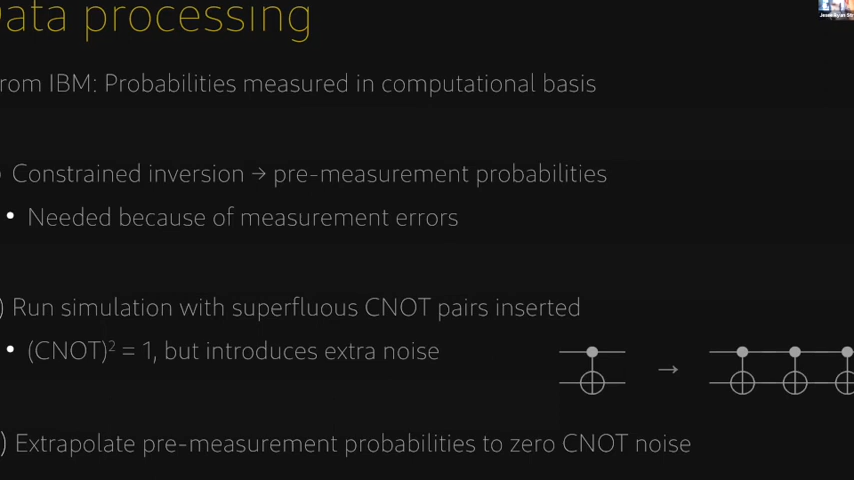 ata processing
rom IBM: Probabilities measured in computational basis
) Constrained inversion → pre-measurement probabilities
• Needed because of measurement errors
) Run simulation with superfluous CNOT pairs inserted
• (CNOT)² = 1, but introduces extra noise
→
) Extrapolate pre-measurement probabilities to zero CNOT noise